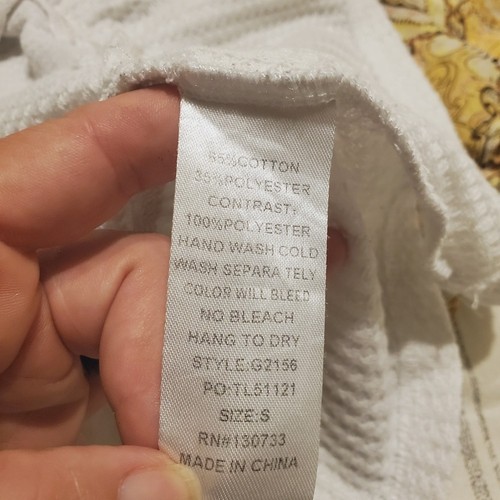 65%COTTON
35%POLYESTER
CONTRAST:
100%POLYESTER
HAND WASH COLD
WASH SEPARA TELY
COLOR WILL BLEED
NO BLEACH
HANG TO DRY
STYLE:G2156
PO:TL51121
SIZE:S
RN#130733
MADE IN CHINA